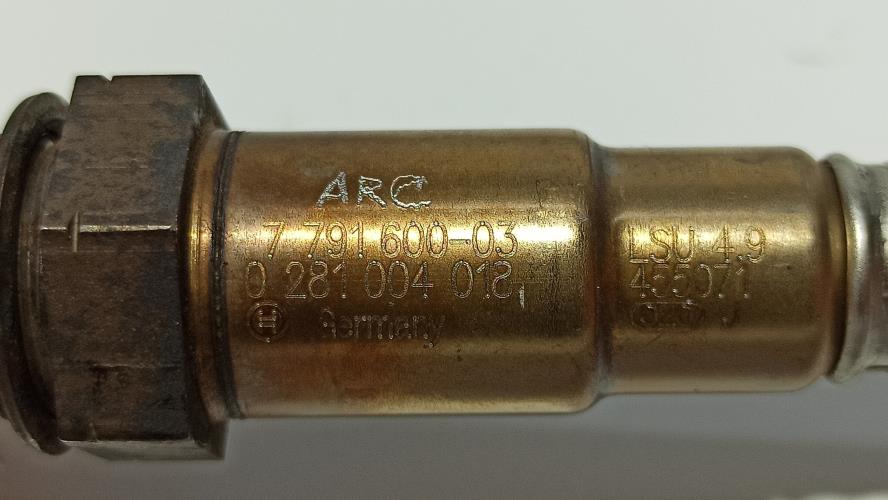 ARC
7 791 600-03
0 281 004 018
Germany
LSU 4.9
455071
J